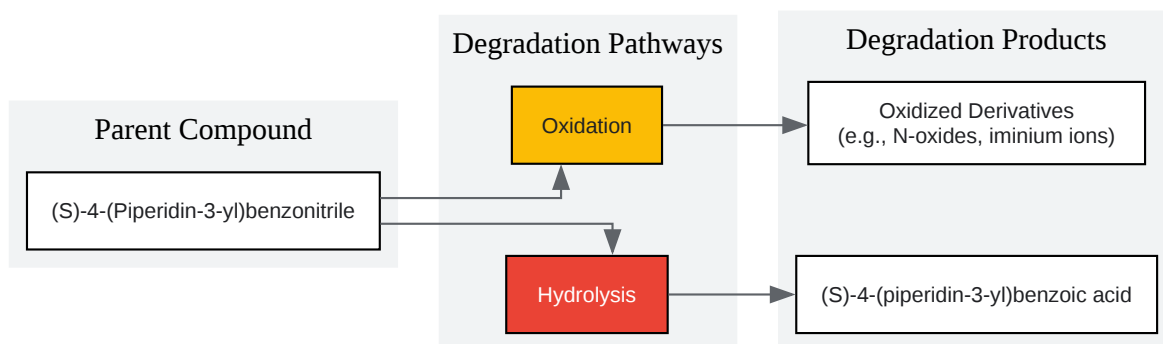 Parent Compound
(S)-4-(Piperidin-3-yl)benzonitrile
Degradation Pathways
Oxidation
Hydrolysis
Degradation Products
Oxidized Derivatives
(e.g., N-oxides, iminium ions)
(S)-4-(piperidin-3-yl)benzoic acid